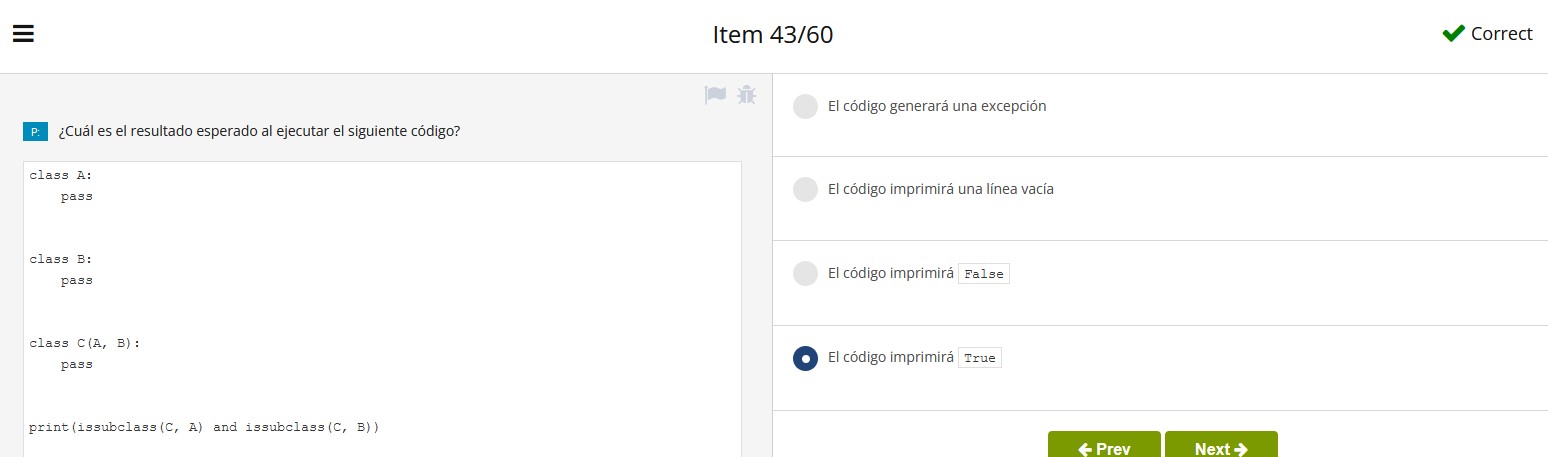 Item 43/60
Correct
P: ¿Cuál es el resultado esperado al ejecutar el siguiente código?
class A:
    pass
class B:
    pass
class C(A, B):
    pass
print(issubclass(C, A) and issubclass(C, B))
El código generará una excepción
El código imprimirá una línea vacía
El código imprimirá False
El código imprimirá True
Prev
Next